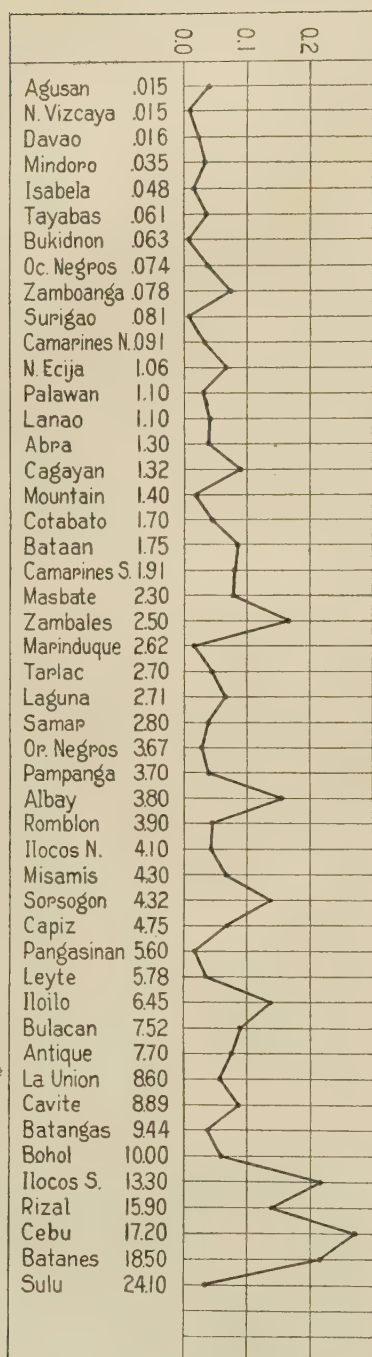 0.0 0.1 0.2
Agusan .015
N. Vizcaya .015
Davao .016
Mindoro .035
Isabela .048
Tayabas .061
Bukidnon .063
Oc. Negros .074
Zamboanga .078
Surigao .081
Camarines N. .091
N. Ecija 1.06
Palawan 1.10
Lanao 1.10
Abra 1.30
Cagayan 1.32
Mountain 1.40
Cotabato 1.70
Bataan 1.75
Camarines S. 1.91
Masbate 2.30
Zambales 2.50
Marinduque 2.62
Tarlac 2.70
Laguna 2.71
Samar 2.80
Or. Negros 3.67
Pampanga 3.70
Albay 3.80
Romblon 3.90
Ilocos N. 4.10
Misamis 4.30
Sorsogon 4.32
Capiz 4.75
Pangasinan 5.60
Leyte 5.78
Iloilo 6.45
Bulacan 7.52
Antique 7.70
La Union 8.60
Cavite 8.89
Batangas 9.44
Bohol 10.00
Ilocos S. 13.30
Rizal 15.90
Cebu 17.20
Batanes 18.50
Sulu 24.10